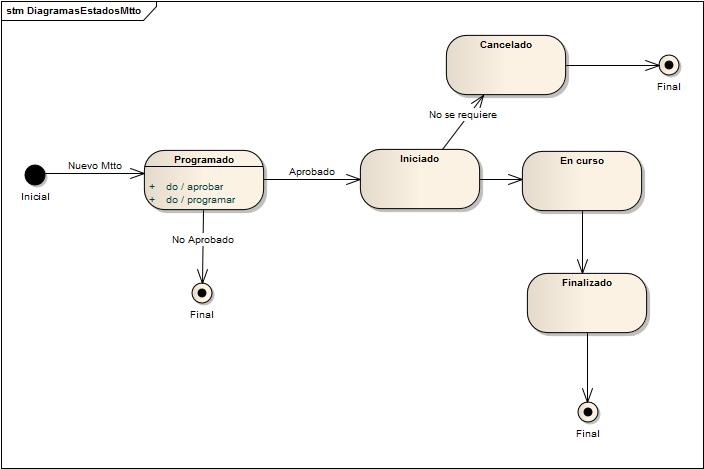 stm DiagramasEstadosMtto
Cancelado
Final
No se requiere
Nuevo Mtto
Inicial
Programado
+ do / aprobar
+ do / programar
Aprobado
Iniciado
En curso
No Aprobado
Final
Finalizado
Final